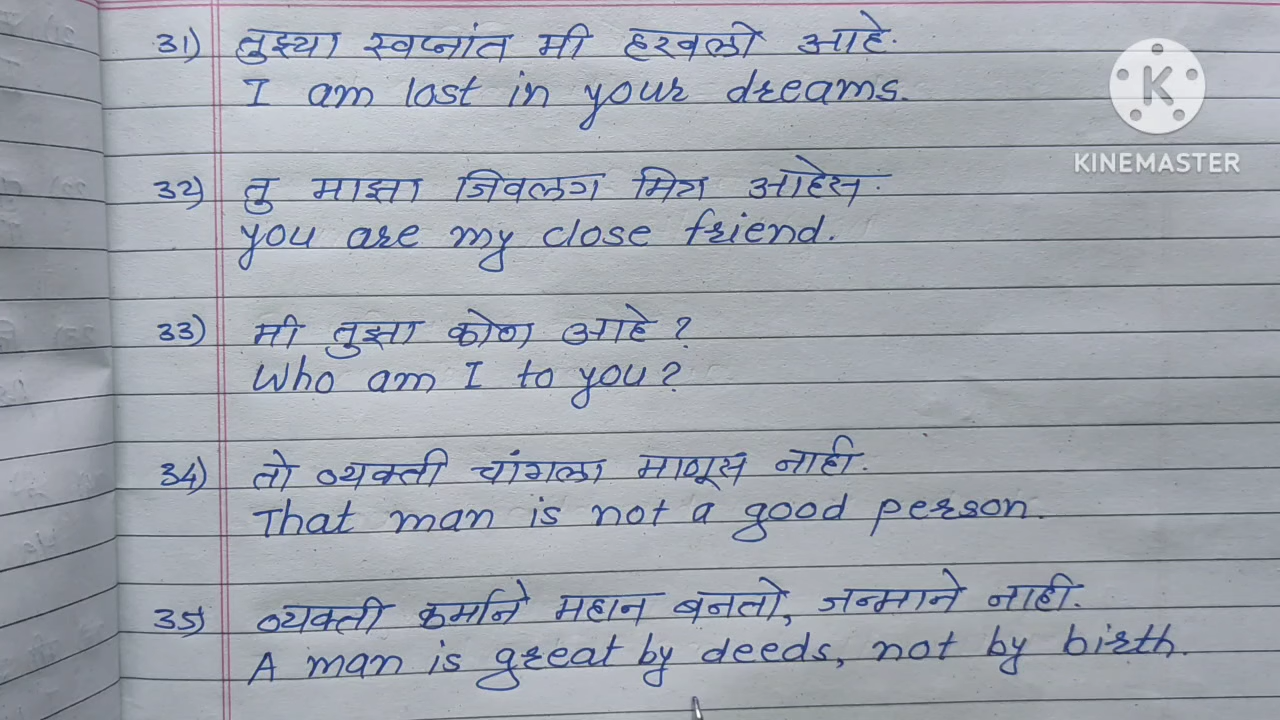 31) तुझ्या स्वप्नांत मी हरवलो आहे.
I am lost in your dreams.
K
KINEMASTER
32) तु माझा जिवलग मित्र आहेस.
you are my close friend.
33) मी तुझा कोण आहे ?
Who am I to you?
34) तो व्यक्ती चांगला माणूस नाही.
That man is not a good person.
35) व्यक्ती कर्माने महान बनतो, जन्माने नाही.
A man is great by deeds, not by birth.